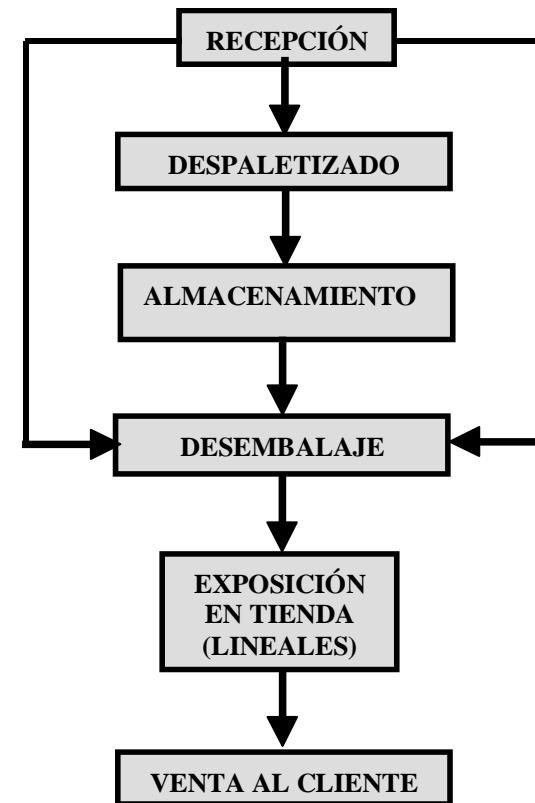 RECEPCIÓN
DESPALETIZADO
ALMACENAMIENTO
DESEMBALAJE
EXPOSICIÓN
EN TIENDA
(LINEALES)
VENTA AL CLIENTE